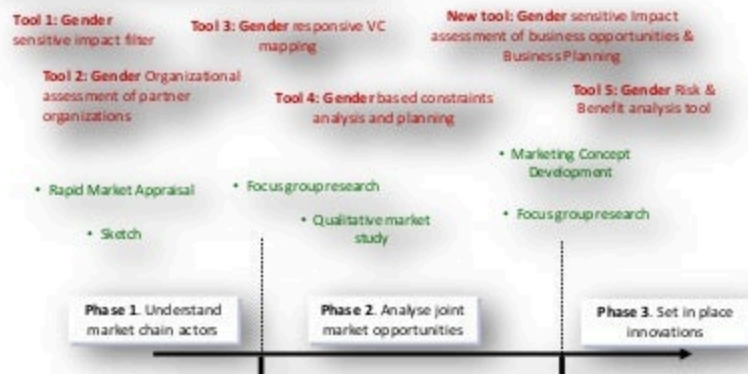 Tool 1: Gender
sensitive impact filter
Tool 2: Gender Organizational
assessment of partner
organizations
Tool 3: Gender responsive VC
mapping
Tool 4: Gender based constraints
analysis and planning
New tool: Gender sensitive Impact
assessment of business opportunities &
Business Planning
Tool 5: Gender Risk &
Benefit analysis tool
• Rapid Market Appraisal
• Sketch
• Focus group research
• Qualitative market
study
• Marketing Concept
Development
• Focus group research
Phase 1. Understand
market chain actors
Phase 2. Analyse joint
market opportunities
Phase 3. Set in place
innovations